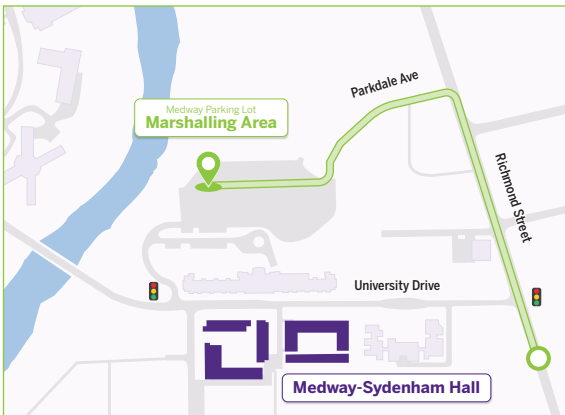 Parkdale Ave
Medway Parking Lot
Marshalling Area
Richmond Street
University Drive
Medway-Sydenham Hall